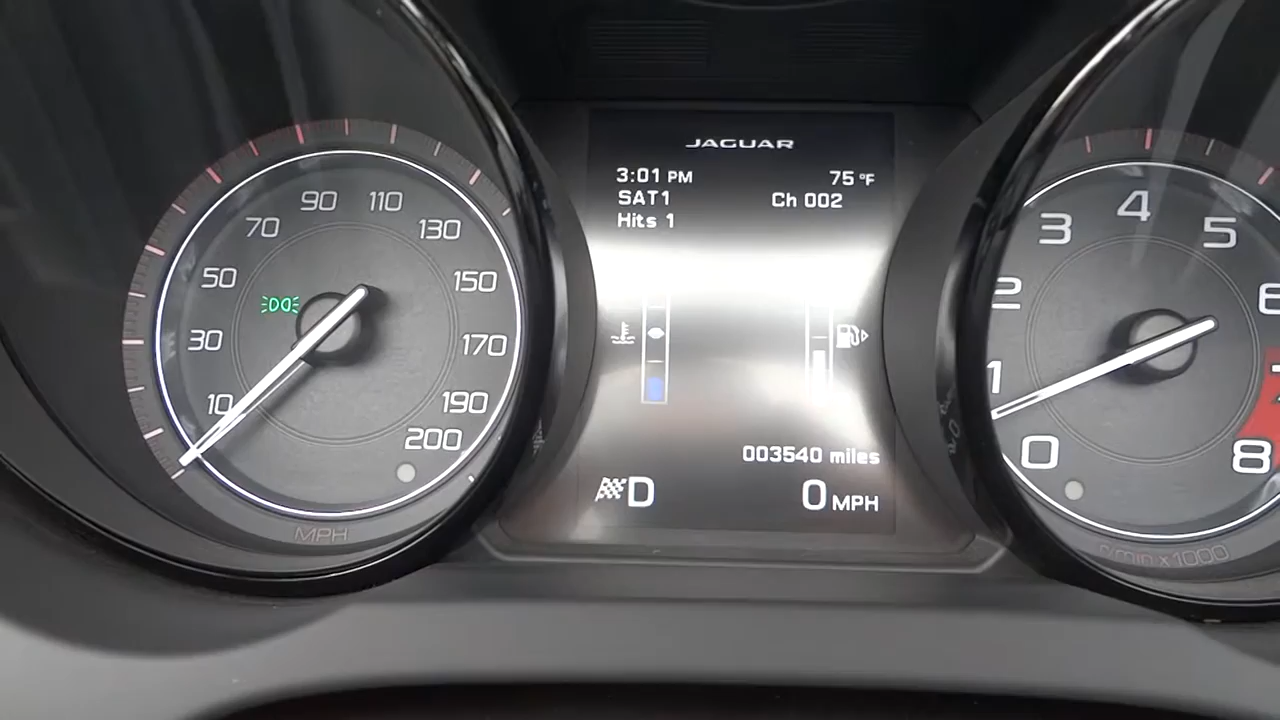 JAGUAR
3:01 PM 75 °F
SAT1 Ch 002
Hits 1
003540 miles
D 0 MPH
10
30
50
70
90
110
130
150
170
190
200
MPH
0
1
2
3
4
5
6
8
r/min x1000